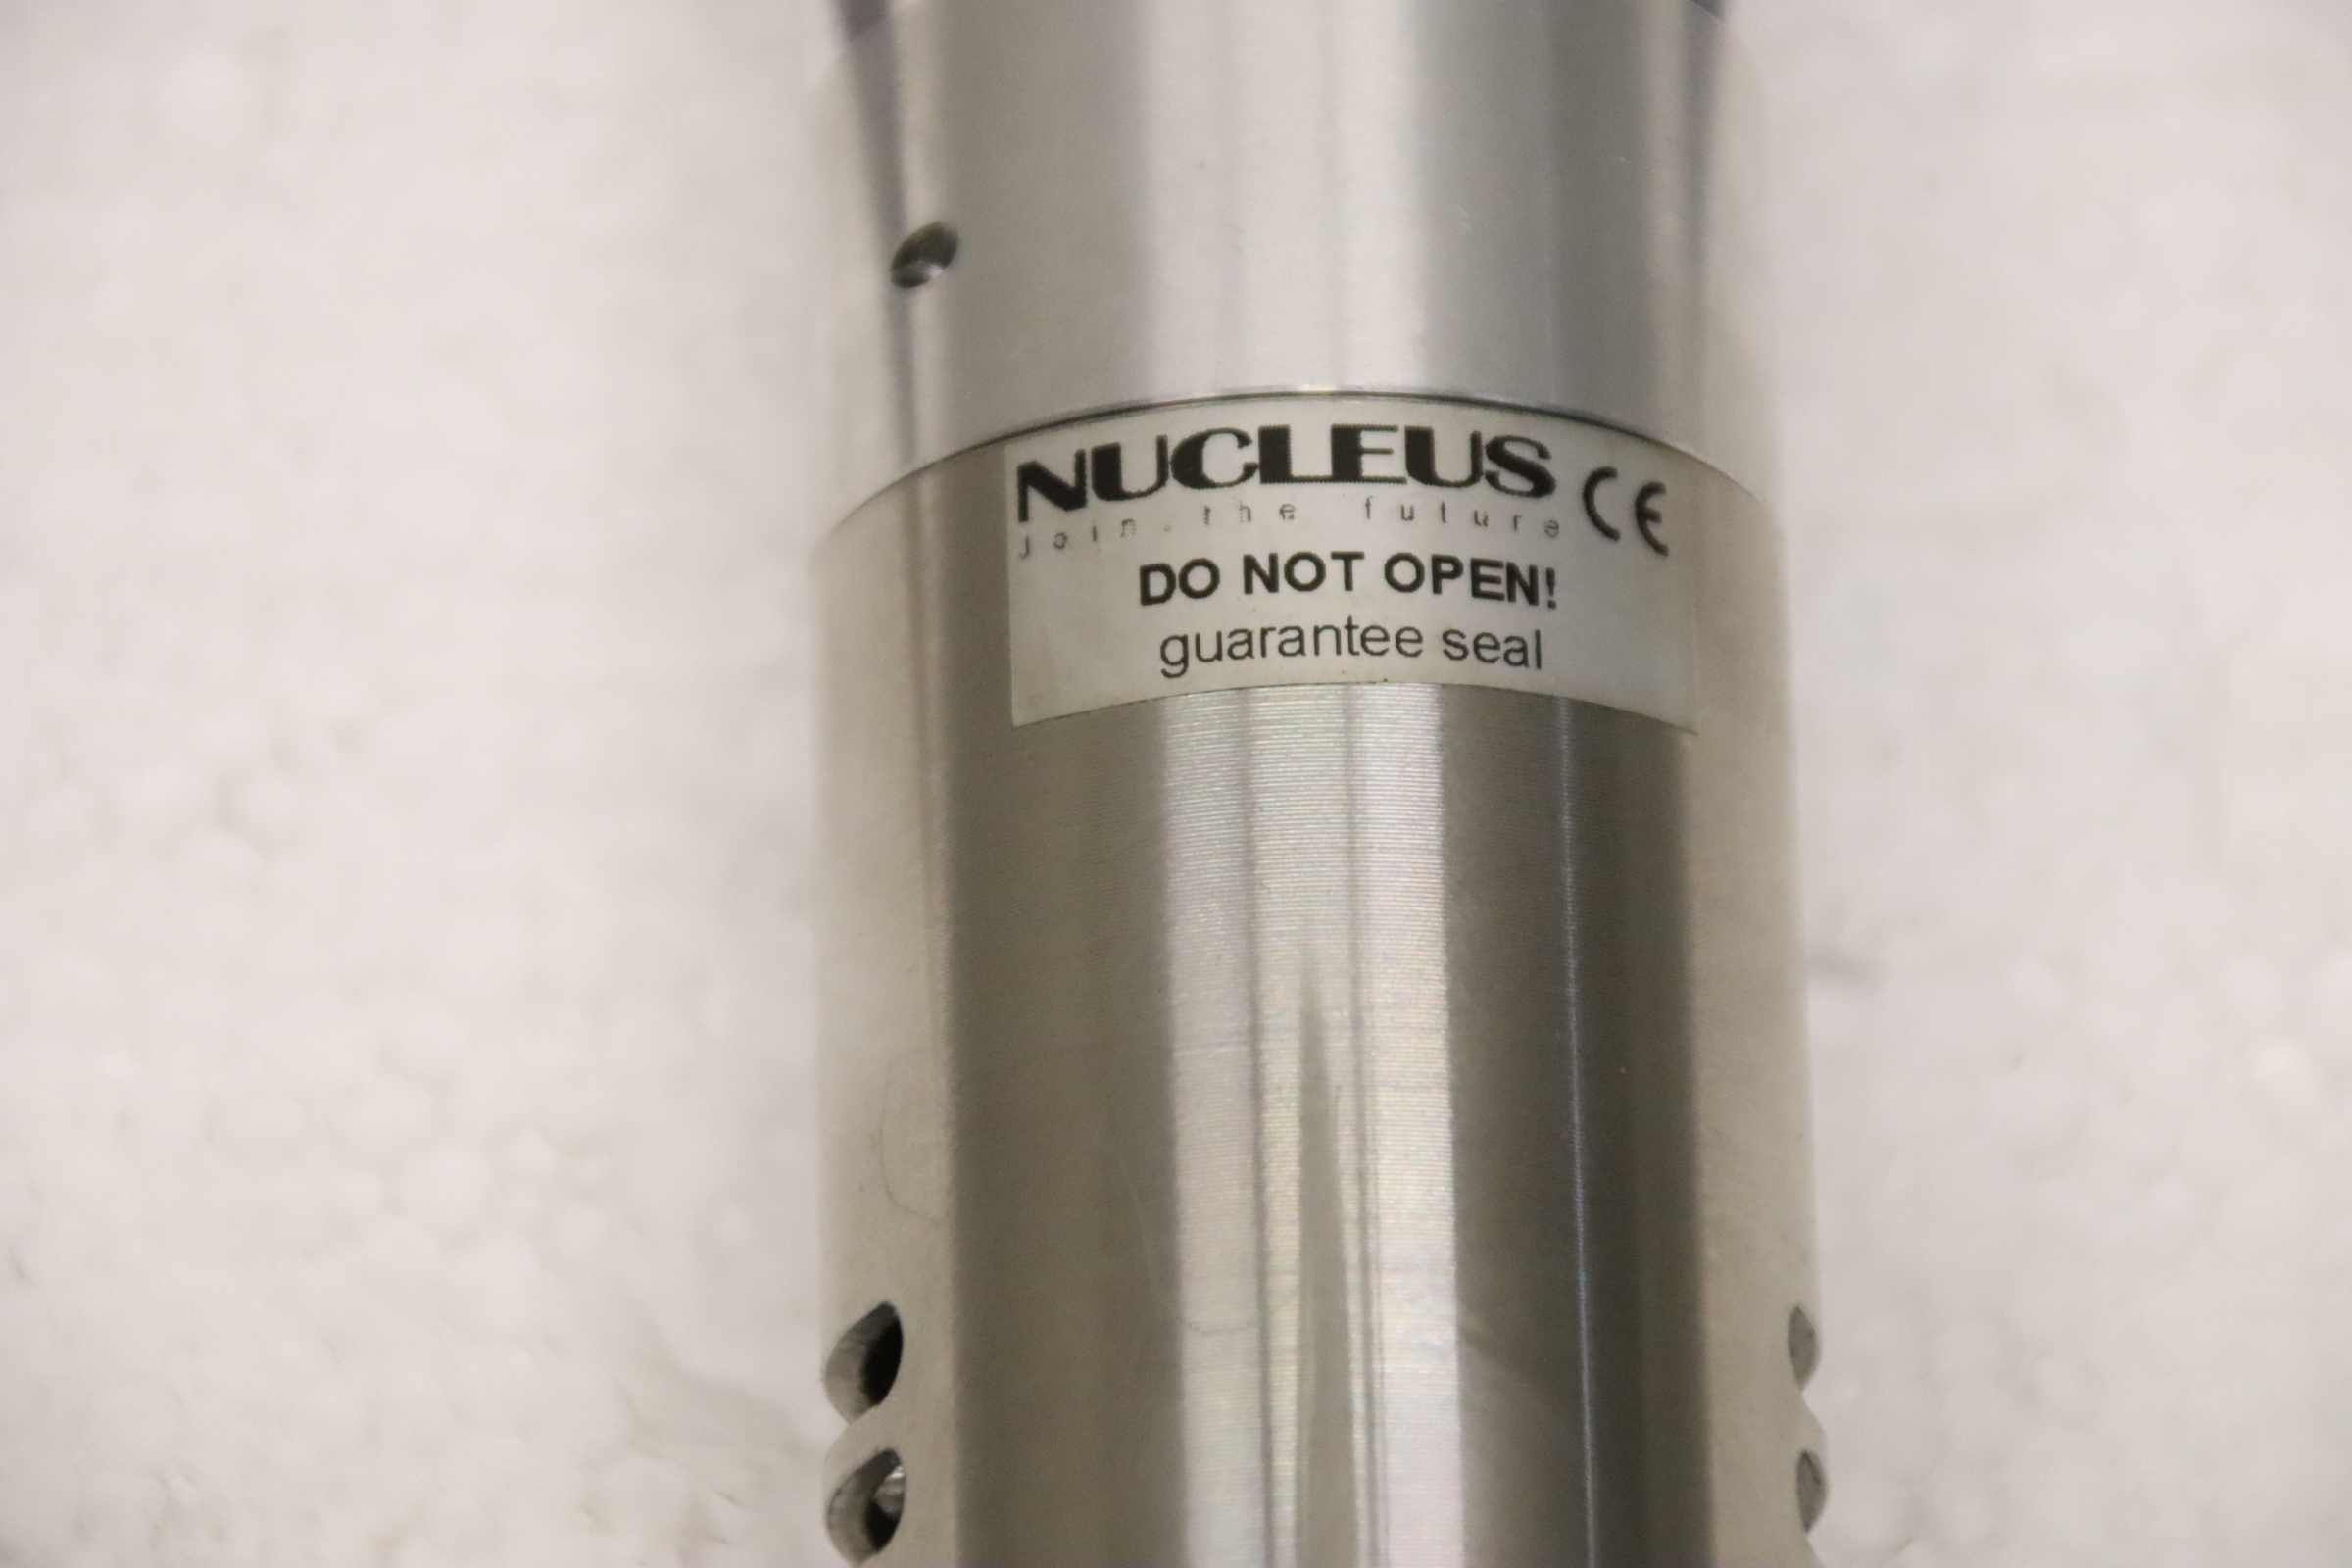 NUCLEUS CE
Join the future
DO NOT OPEN!
guarantee seal